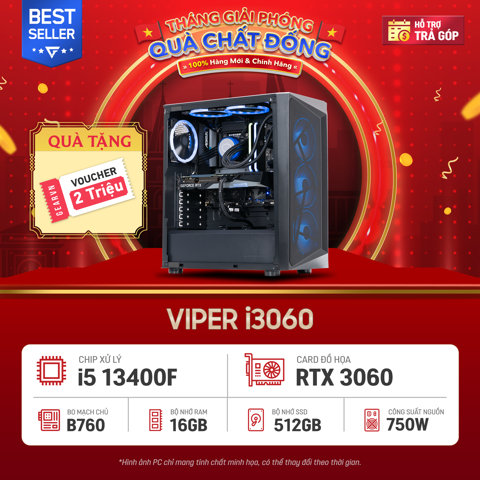 BEST
SELLER
THÁNG GIẢI PHÓNG
QUÀ CHẤT ĐỐNG
100% Hàng Mới & Chính Hãng
HỖ TRỢ
TRẢ GÓP
QUÀ TẶNG
GEARVN
VOUCHER
2 Triệu
GEFORCE RTX
VIPER i3060
CHIP XỬ LÝ
i5 13400F
CARD ĐỒ HỌA
RTX 3060
BO MẠCH CHỦ
B760
BỘ NHỚ RAM
16GB
BỘ NHỚ SSD
512GB
CÔNG SUẤT NGUỒN
750W
*Hình ảnh PC chỉ mang tính chất minh họa, có thể thay đổi theo thời gian.